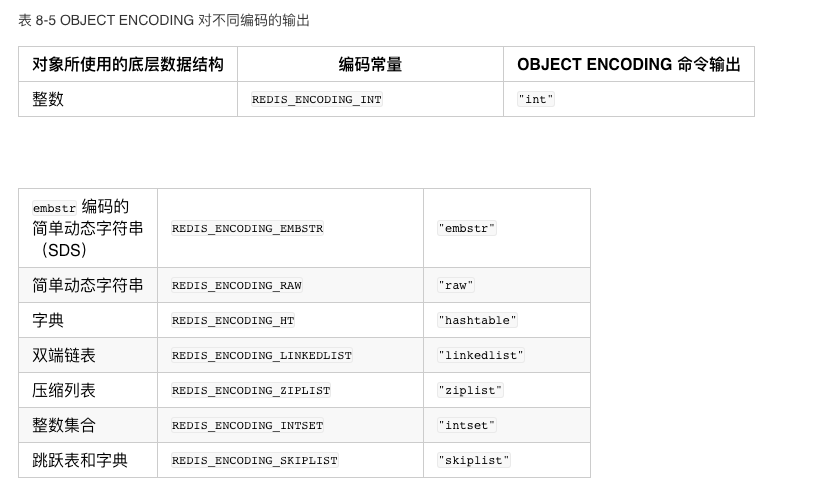 表 8-5 OBJECT ENCODING 对不同编码的输出
对象所使用的底层数据结构 编码常量 OBJECT ENCODING 命令输出
整数 REDIS_ENCODING_INT "int"
embstr 编码的
简单动态字符串 REDIS_ENCODING_EMBSTR "embstr"
（SDS）
简单动态字符串 REDIS_ENCODING_RAW "raw"
字典 REDIS_ENCODING_HT "hashtable"
双端链表 REDIS_ENCODING_LINKEDLIST "linkedlist"
压缩列表 REDIS_ENCODING_ZIPLIST "ziplist"
整数集合 REDIS_ENCODING_INTSET "intset"
跳跃表和字典 REDIS_ENCODING_SKIPLIST "skiplist"